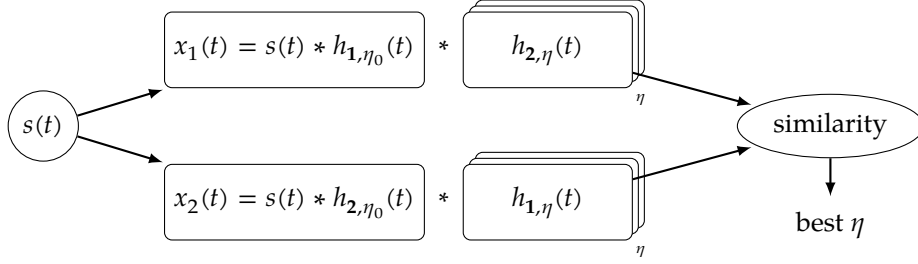 x₁(t) = s(t) ∗ h₁,η₀(t) ∗ h₂,η(t)
η
s(t)
similarity
x₂(t) = s(t) ∗ h₂,η₀(t) ∗ h₁,η(t)
η
best η